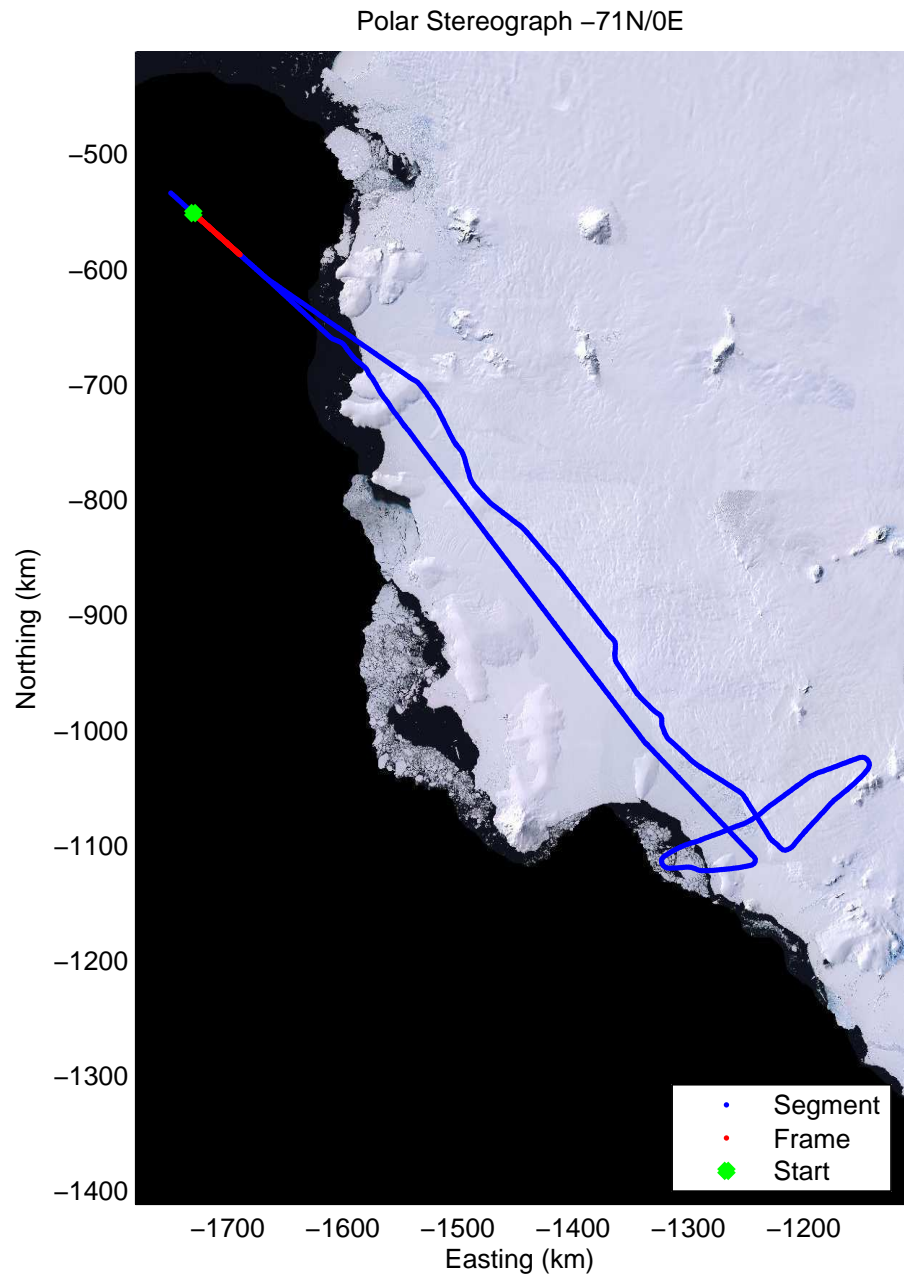 Polar Stereograph −71N/0E
−500
−600
−700
−800
−900
−1000
−1100
−1200
−1300
−1400
Northing (km)
Segment
Frame
Start
−1700 −1600 −1500 −1400 −1300 −1200
Easting (km)